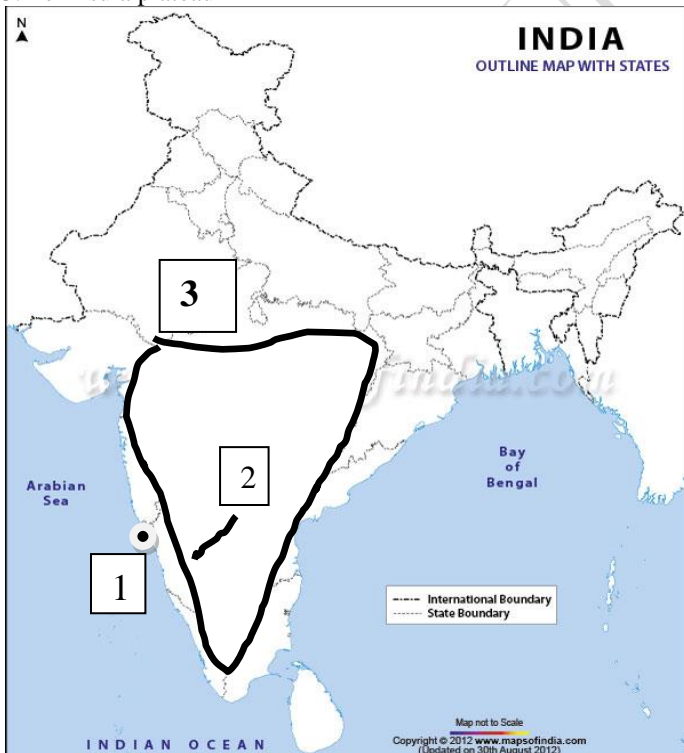 N
INDIA
OUTLINE MAP WITH STATES
3
2
Arabian
Sea
Bay
of
Bengal
1
International Boundary
State Boundary
Map not to Scale
Copyright © 2012 www.mapsofindia.com
(Updated on 30th August 2012)
INDIAN OCEAN